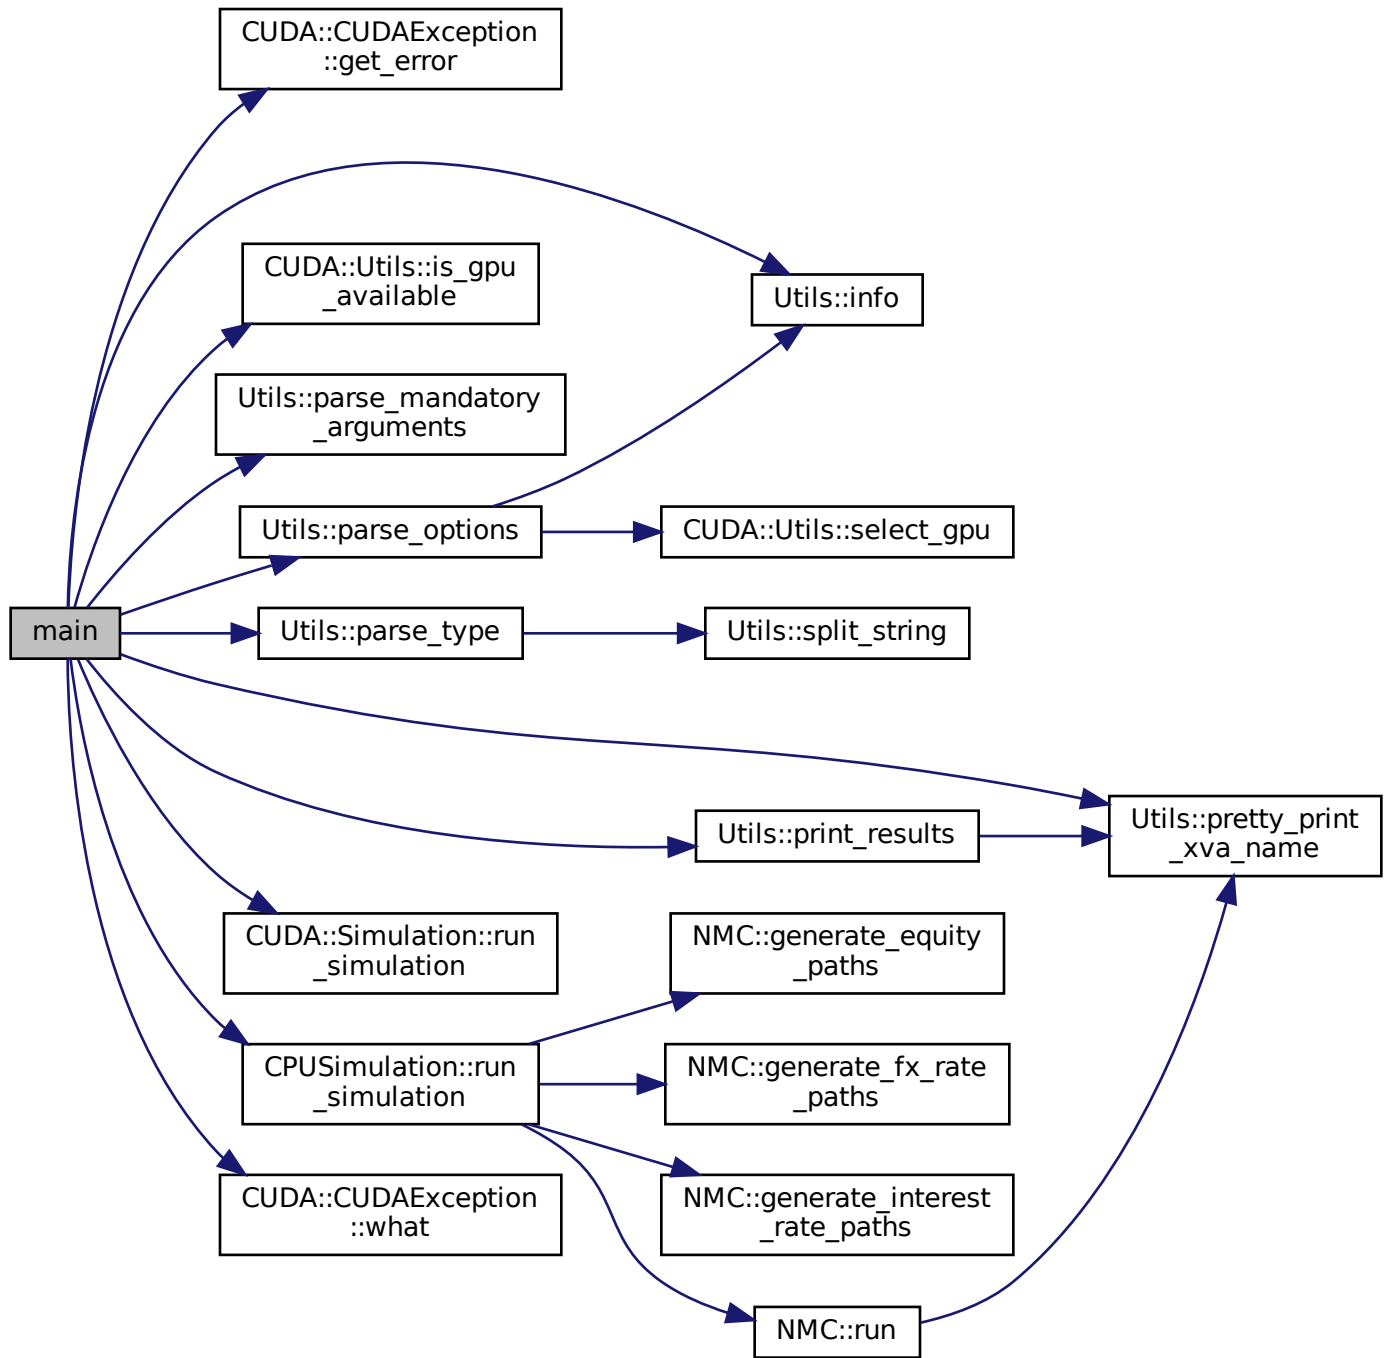 CUDA::CUDAException
::get_error
CUDA::Utils::is_gpu
_available
Utils::info
Utils::parse_mandatory
_arguments
Utils::parse_options
CUDA::Utils::select_gpu
main
Utils::parse_type
Utils::split_string
Utils::print_results
Utils::pretty_print
_xva_name
CUDA::Simulation::run
_simulation
NMC::generate_equity
_paths
CPUSimulation::run
_simulation
NMC::generate_fx_rate
_paths
CUDA::CUDAException
::what
NMC::generate_interest
_rate_paths
NMC::run